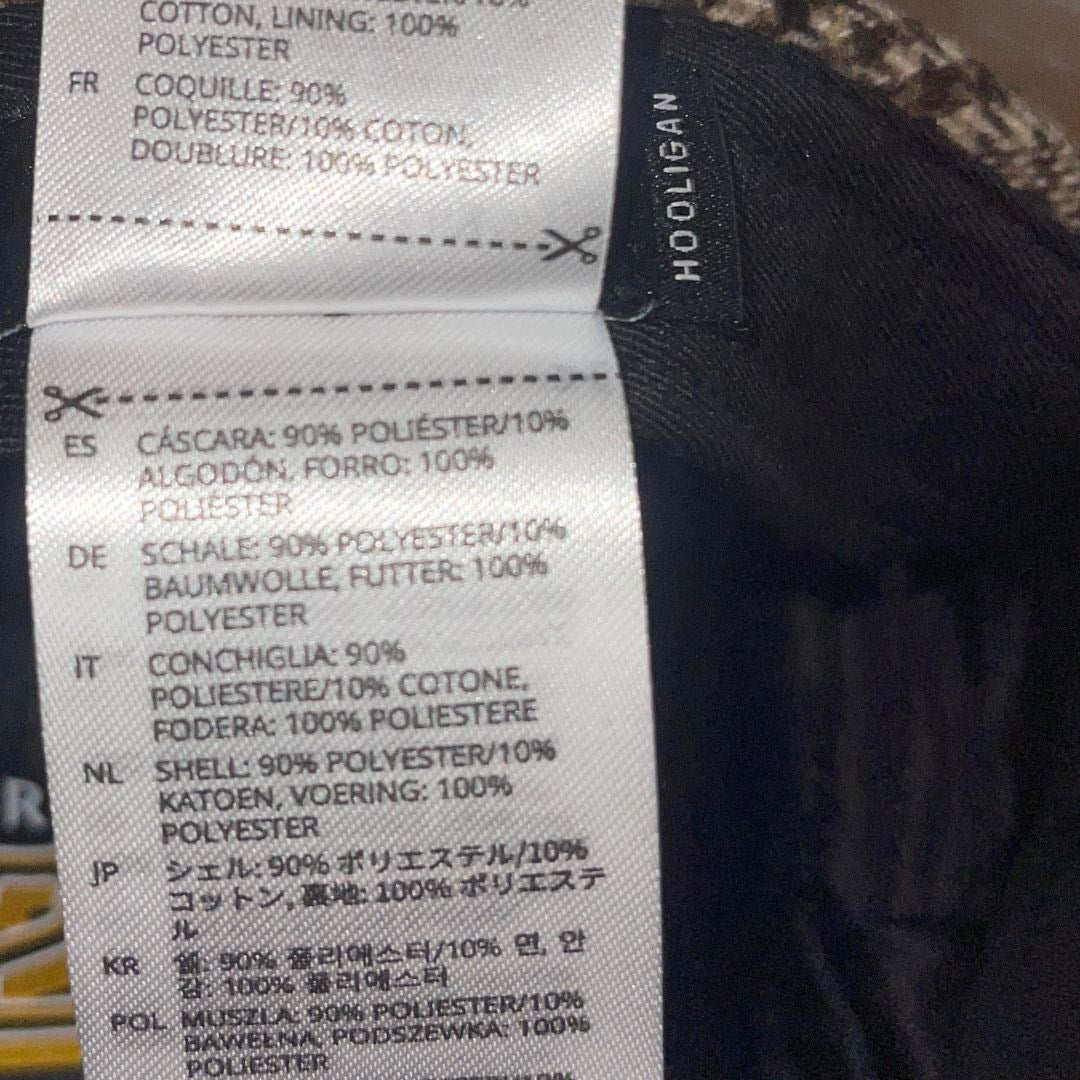 COTTON, LINING: 100%
POLYESTER
FR COQUILLE: 90%
POLYESTER/10% COTON,
DOUBLURE: 100% POLYESTER
HOOLIGAN
ES CÁSCARA: 90% POLIÉSTER/10%
ALGODÓN, FORRO: 100%
POLIÉSTER
DE SCHALE: 90% POLYESTER/10%
BAUMWOLLE, FUTTER: 100%
POLYESTER
IT CONCHIGLIA: 90%
POLIESTERE/10% COTONE,
FODERA: 100% POLIESTERE
NL SHELL: 90% POLYESTER/10%
KATOEN, VOERING: 100%
POLYESTER
JP シェル: 90% ポリエステル/10%
コットン, 裏地: 100% ポリエステ
ル
KR 쉘: 90% 폴리에스터/10% 면, 안
감: 100% 폴리에스터
POL MUSZLA: 90% POLIESTER/10%
BAWEŁNA, PODSZEWKA: 100%
POLIESTER
R